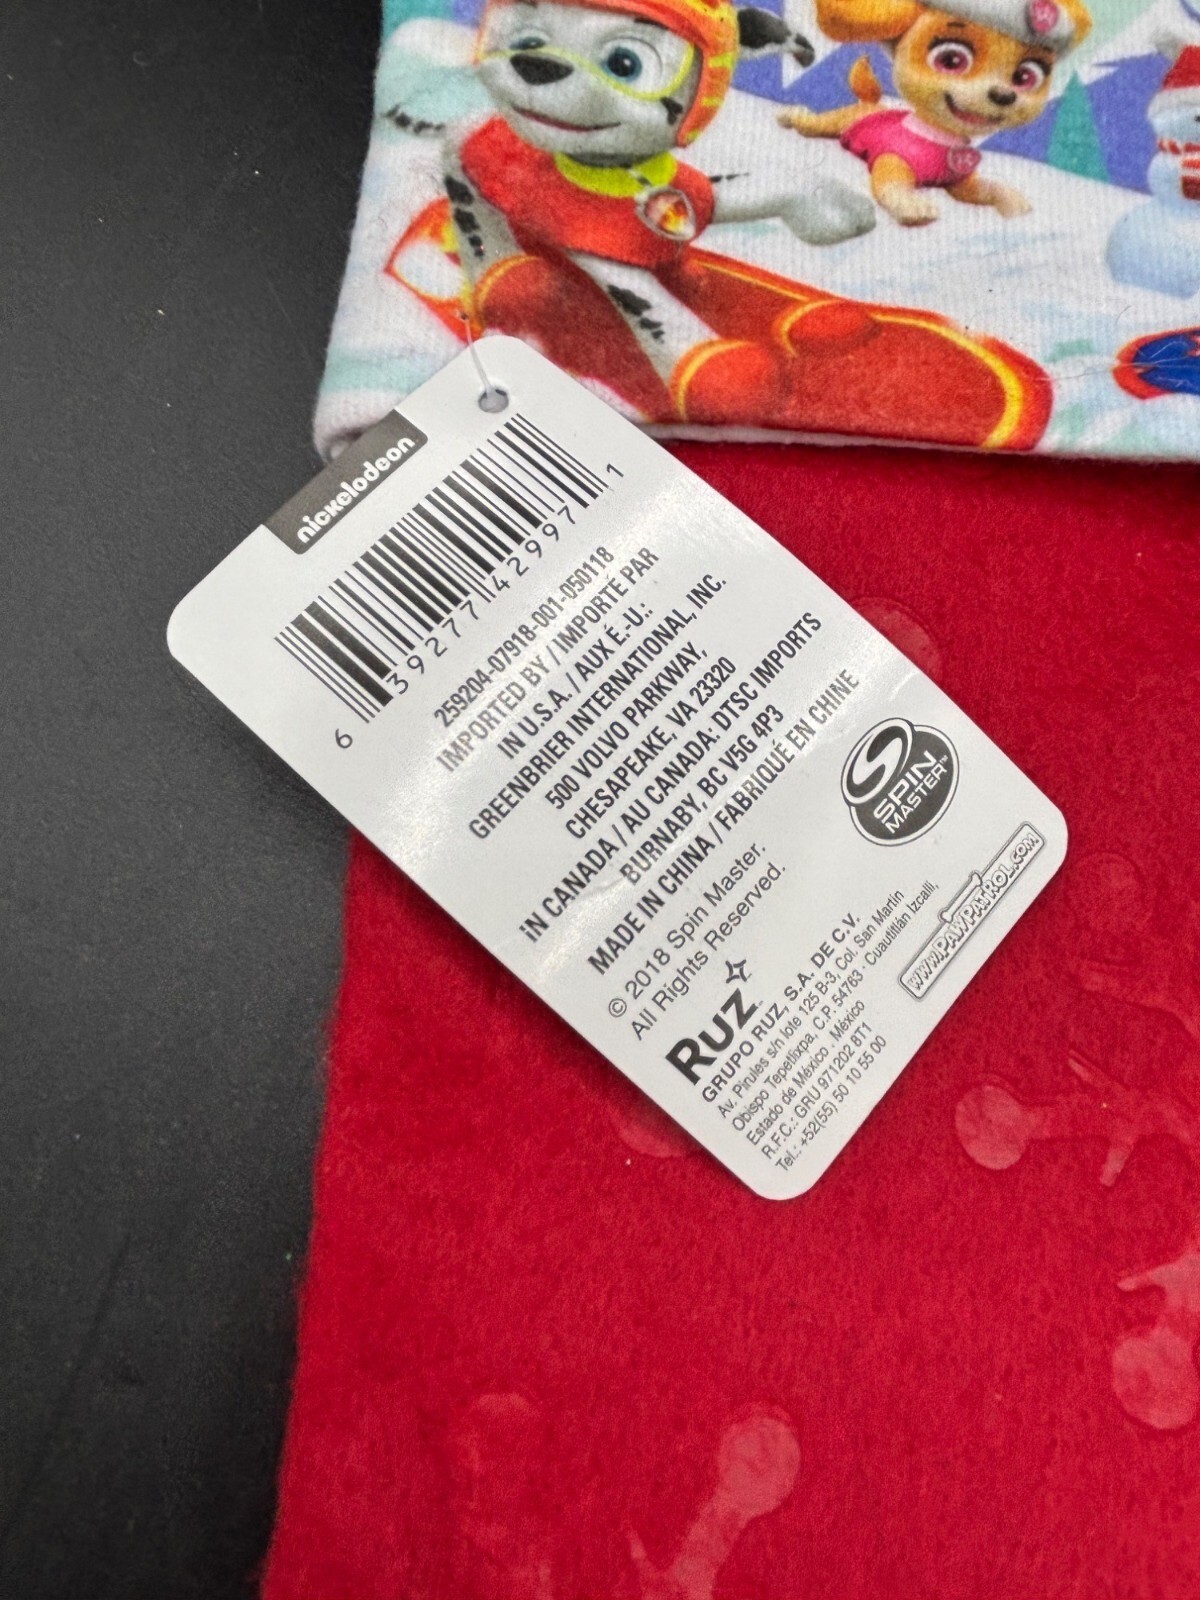 nickelodeon
6 39277 42997 1
259204-07918-001-050118
IMPORTED BY / IMPORTÉ PAR
IN U.S.A. / AUX É.-U.:
GREENBRIER INTERNATIONAL, INC.
500 VOLVO PARKWAY,
CHESAPEAKE, VA 23320
iN CANADA / AU CANADA: DTSC IMPORTS
BURNABY, BC V5G 4P3
MADE IN CHINA / FABRIQUÉ EN CHINE
© 2018 Spin Master.
All Rights Reserved.
SPIN
MASTER™
www.PAWPATROL.com
RUZ™
GRUPO RUZ, S.A. DE C.V.
Av. Pirules s/n lote 125 B-3, Col. San Martin
Obispo Tepetlixpa, C.P. 54763 · Cuautitlán Izcalli,
Estado de México . México
R.F.C.: GRU 971202 8T1
Tel.: +52(55) 50 10 55 00